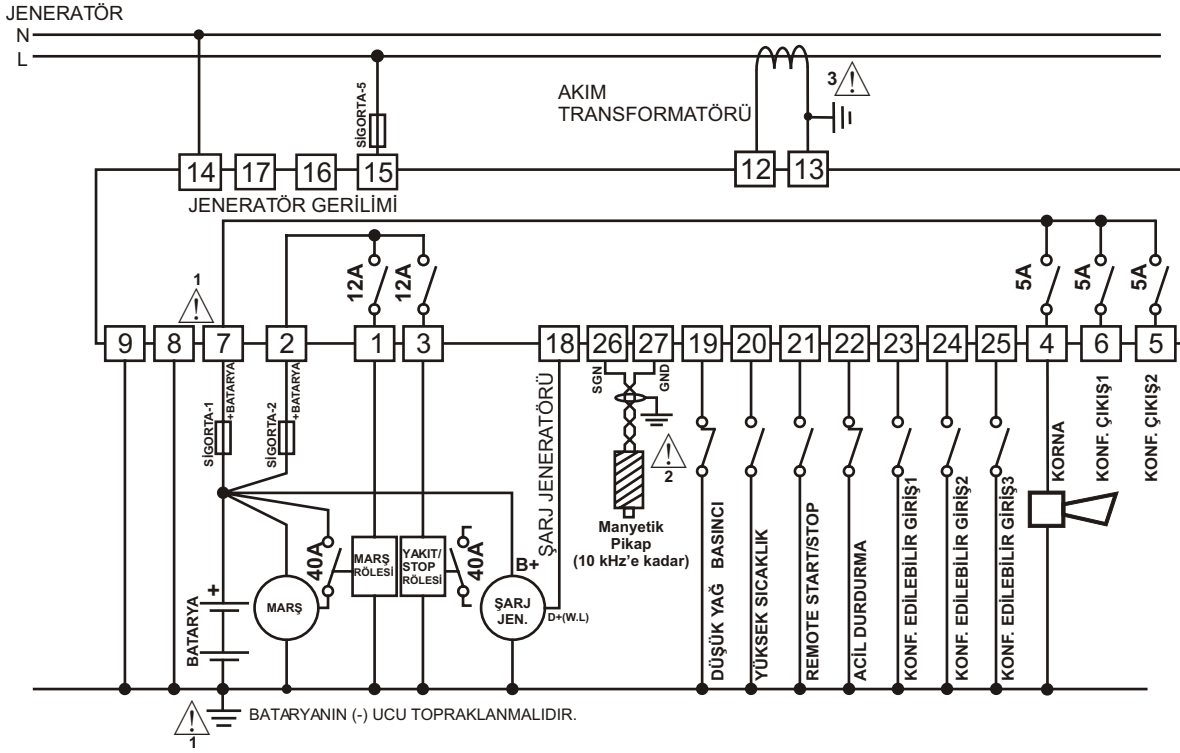 JENERATÖR
N
L
SİGORTA-5
AKIM
TRANSFORMATÖRÜ
3
14
17
16
15
12
13
JENERATÖR GERİLİMİ
12A
12A
5A
5A
5A
1
9
8
7
2
1
3
18
26
27
19
20
21
22
23
24
25
4
6
5
+BATARYA
+BATARYA
SİGORTA-1
SİGORTA-2
ŞARJ JENERATÖRÜ
SGN
GND
2
Manyetik
Pikap
(10 kHz'e kadar)
DÜŞÜK YAĞ BASINCI
YÜKSEK SICAKLIK
REMOTE START/STOP
ACİL DURDURMA
KONF. EDİLEBİLİR GİRİŞ1
KONF. EDİLEBİLİR GİRİŞ2
KONF. EDİLEBİLİR GİRİŞ3
KORNA
KONF. ÇIKIŞ1
KONF. ÇIKIŞ2
+
BATARYA
MARŞ
40A
MARŞ
RÖLESİ
YAKIT/
STOP
RÖLESİ
40A
B+
ŞARJ
JEN.
D+(W.L)
1
BATARYANIN (-) UCU TOPRAKLANMALIDIR.